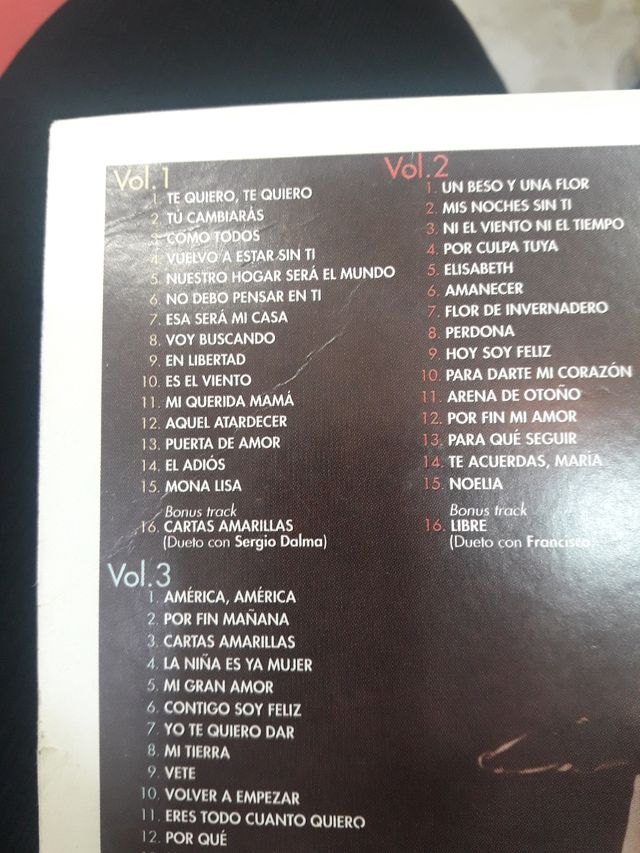 Vol.1
1. TE QUIERO, TE QUIERO
2. TÚ CAMBIARÁS
3. CÓMO TODOS
4. VUELVO A ESTAR SIN TI
5. NUESTRO HOGAR SERÁ EL MUNDO
6. NO DEBO PENSAR EN TI
7. ESA SERÁ MI CASA
8. VOY BUSCANDO
9. EN LIBERTAD
10. ES EL VIENTO
11. MI QUERIDA MAMÁ
12. AQUEL ATARDECER
13. PUERTA DE AMOR
14. EL ADIÓS
15. MONA LISA
Bonus track
16. CARTAS AMARILLAS
(Dueto con Sergio Dalma)
Vol.2
1. UN BESO Y UNA FLOR
2. MIS NOCHES SIN TI
3. NI EL VIENTO NI EL TIEMPO
4. POR CULPA TUYA
5. ELISABETH
6. AMANECER
7. FLOR DE INVERNADERO
8. PERDONA
9. HOY SOY FELIZ
10. PARA DARTE MI CORAZÓN
11. ARENA DE OTOÑO
12. POR FIN MI AMOR
13. PARA QUÉ SEGUIR
14. TE ACUERDAS, MARÍA
15. NOELIA
Bonus track
16. LIBRE
(Dueto con Francisco)
Vol.3
1. AMÉRICA, AMÉRICA
2. POR FIN MAÑANA
3. CARTAS AMARILLAS
4. LA NIÑA ES YA MUJER
5. MI GRAN AMOR
6. CONTIGO SOY FELIZ
7. YO TE QUIERO DAR
8. MI TIERRA
9. VETE
10. VOLVER A EMPEZAR
11. ERES TODO CUANTO QUIERO
12. POR QUÉ